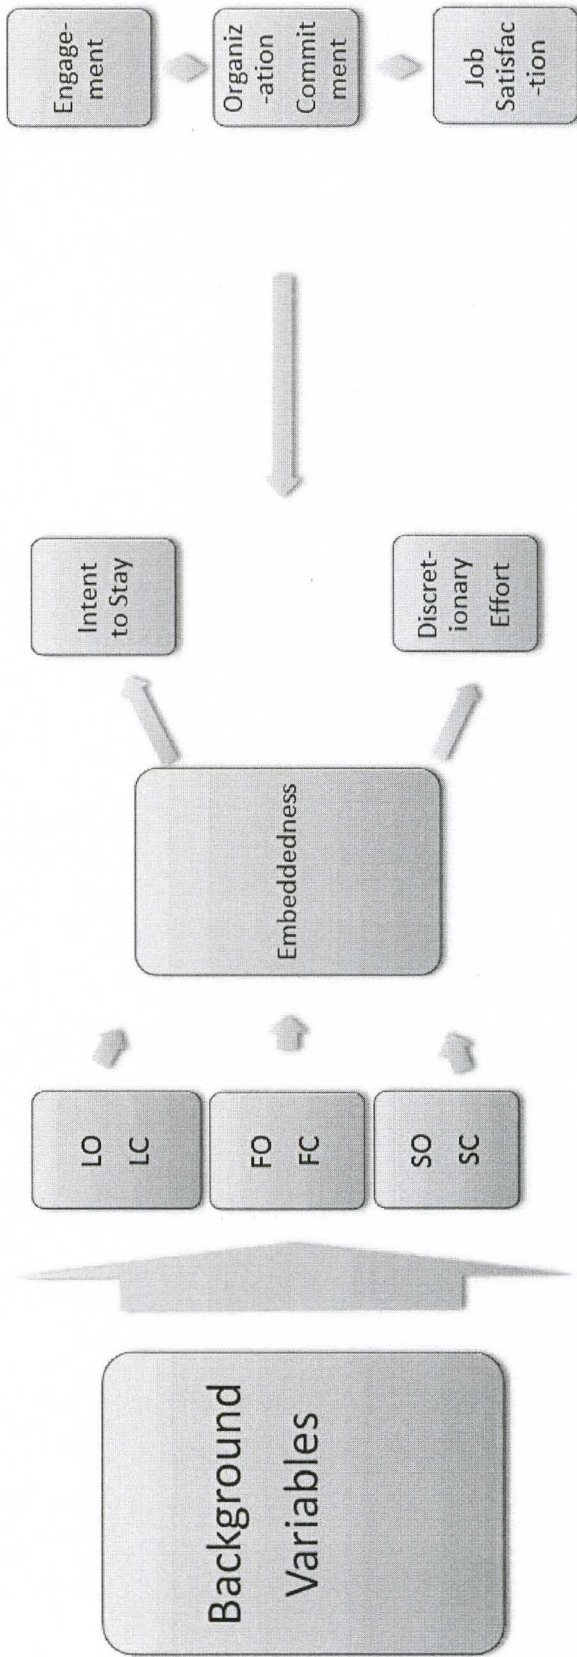 Background
Variables
LO
LC
FO
FC
SO
SC
Embeddedness
Intent
to Stay
Discret-
ionary
Effort
Engage-
ment
Organiz
-ation
Commit
ment
Job
Satisfac
-tion